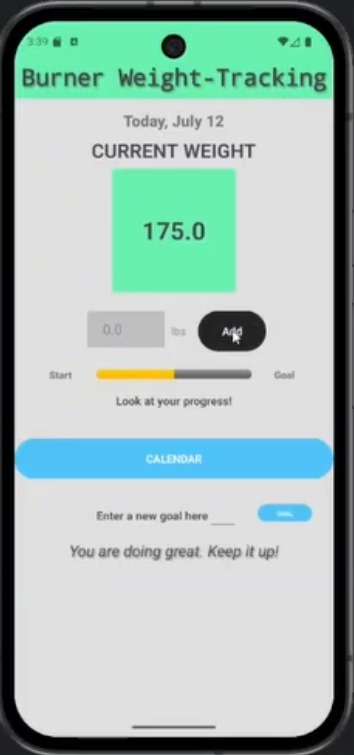 3:39
Burner Weight-Tracking
Today, July 12
CURRENT WEIGHT
175.0
0.0 lbs Add
Start Goal
Look at your progress!
CALENDAR
Enter a new goal here GOAL
You are doing great. Keep it up!